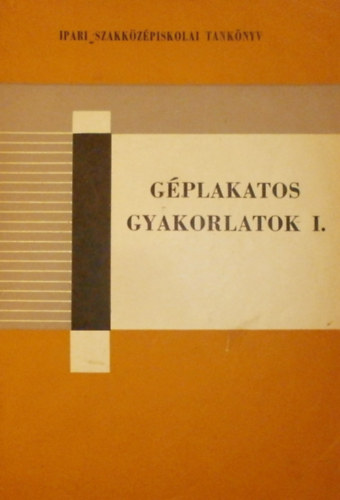 IPARI SZAKKÖZÉPISKOLAI TANKÖNYV
GÉPLAKATOS
GYAKORLATOK I.